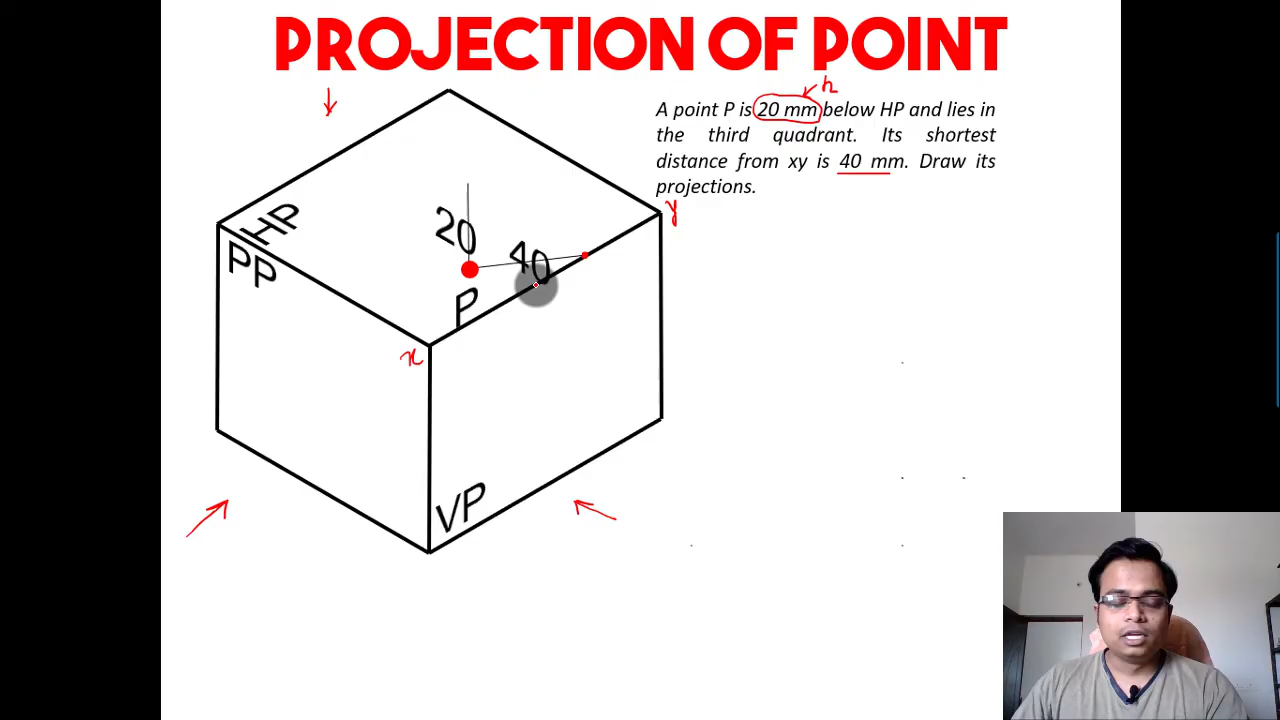 PROJECTION OF POINT
h
A point P is 20 mm below HP and lies in
the third quadrant. Its shortest
distance from xy is 40 mm. Draw its
projections.
y
HP
PP
20
40
P
x
VP